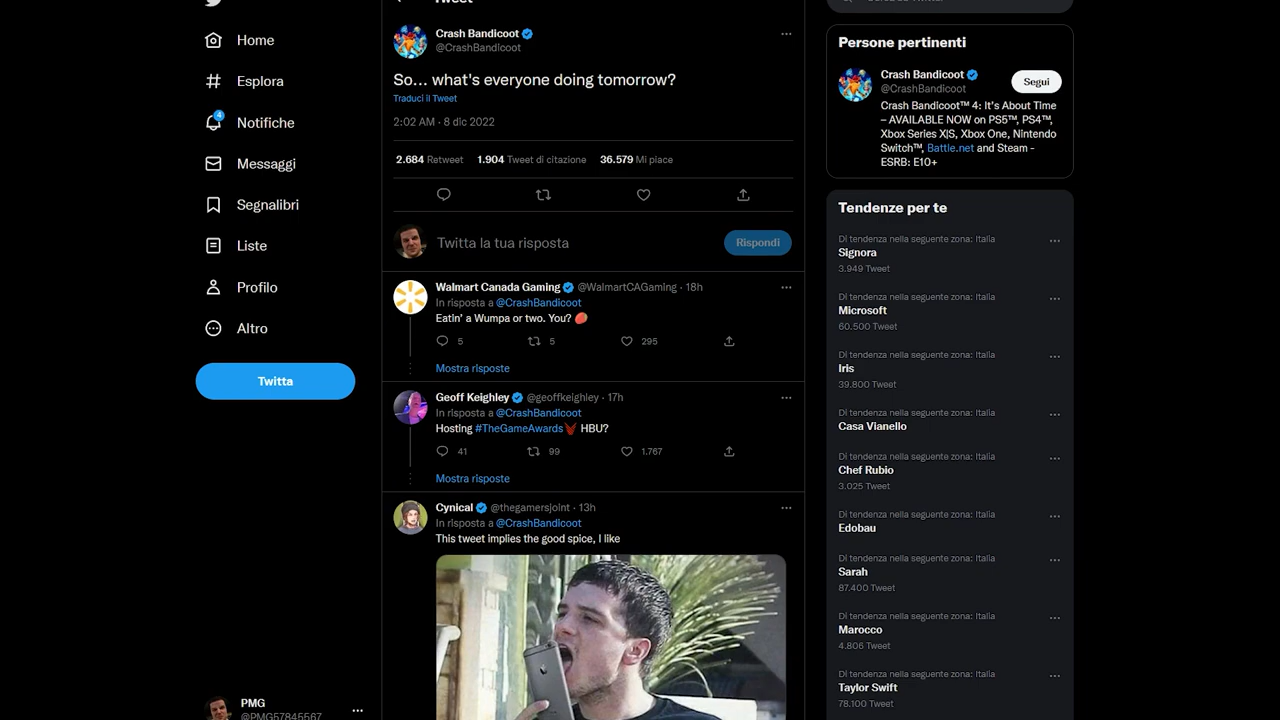 Tweet
Home
Esplora
4
Notifiche
Messaggi
Segnalibri
Liste
Profilo
Altro
Twitta
PMG
@PMG57845567
Crash Bandicoot
@CrashBandicoot
So... what's everyone doing tomorrow?
Traduci il Tweet
2:02 AM · 8 dic 2022
2.684 Retweet 1.904 Tweet di citazione 36.579 Mi piace
Twitta la tua risposta
Rispondi
Walmart Canada Gaming @WalmartCAGaming · 18h
In risposta a @CrashBandicoot
Eatin' a Wumpa or two. You?
5 5 295
Mostra risposte
Geoff Keighley @geoffkeighley · 17h
In risposta a @CrashBandicoot
Hosting #TheGameAwards HBU?
41 99 1.767
Mostra risposte
Cynical @thegamersjoint · 13h
In risposta a @CrashBandicoot
This tweet implies the good spice, I like
Persone pertinenti
Crash Bandicoot
@CrashBandicoot
Segui
Crash Bandicoot™ 4: It's About Time
– AVAILABLE NOW on PS5™, PS4™,
Xbox Series X|S, Xbox One, Nintendo
Switch™, Battle.net and Steam -
ESRB: E10+
Tendenze per te
Di tendenza nella seguente zona: Italia
Signora
3.949 Tweet
Di tendenza nella seguente zona: Italia
Microsoft
60.500 Tweet
Di tendenza nella seguente zona: Italia
Iris
39.800 Tweet
Di tendenza nella seguente zona: Italia
Casa Vianello
Di tendenza nella seguente zona: Italia
Chef Rubio
3.025 Tweet
Di tendenza nella seguente zona: Italia
Edobau
Di tendenza nella seguente zona: Italia
Sarah
87.400 Tweet
Di tendenza nella seguente zona: Italia
Marocco
4.806 Tweet
Di tendenza nella seguente zona: Italia
Taylor Swift
78.100 Tweet